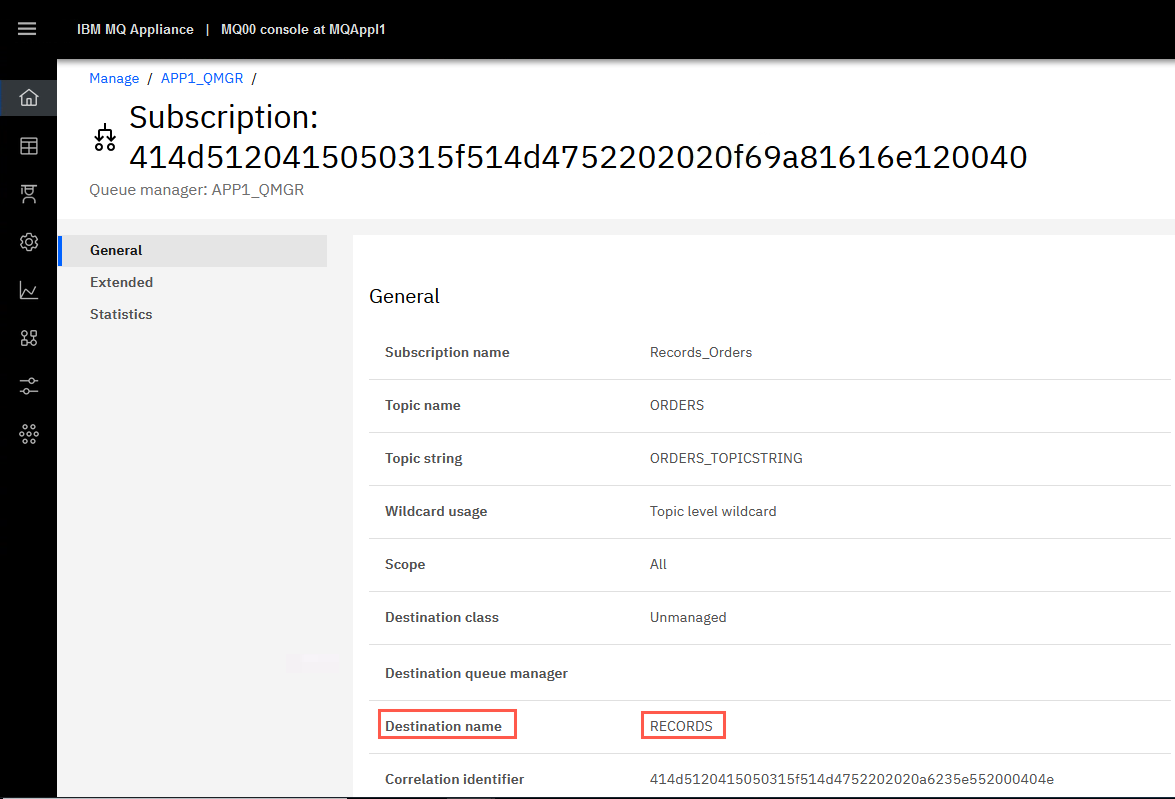 IBM MQ Appliance | MQ00 console at MQAppl1
Manage / APP1_QMGR /
Subscription:
414d5120415050315f514d4752202020f69a81616e120040
Queue manager: APP1_QMGR
General
Extended
Statistics
General
Subscription name Records_Orders
Topic name ORDERS
Topic string ORDERS_TOPICSTRING
Wildcard usage Topic level wildcard
Scope All
Destination class Unmanaged
Destination queue manager
Destination name RECORDS
Correlation identifier 414d5120415050315f514d4752202020a6235e552000404e